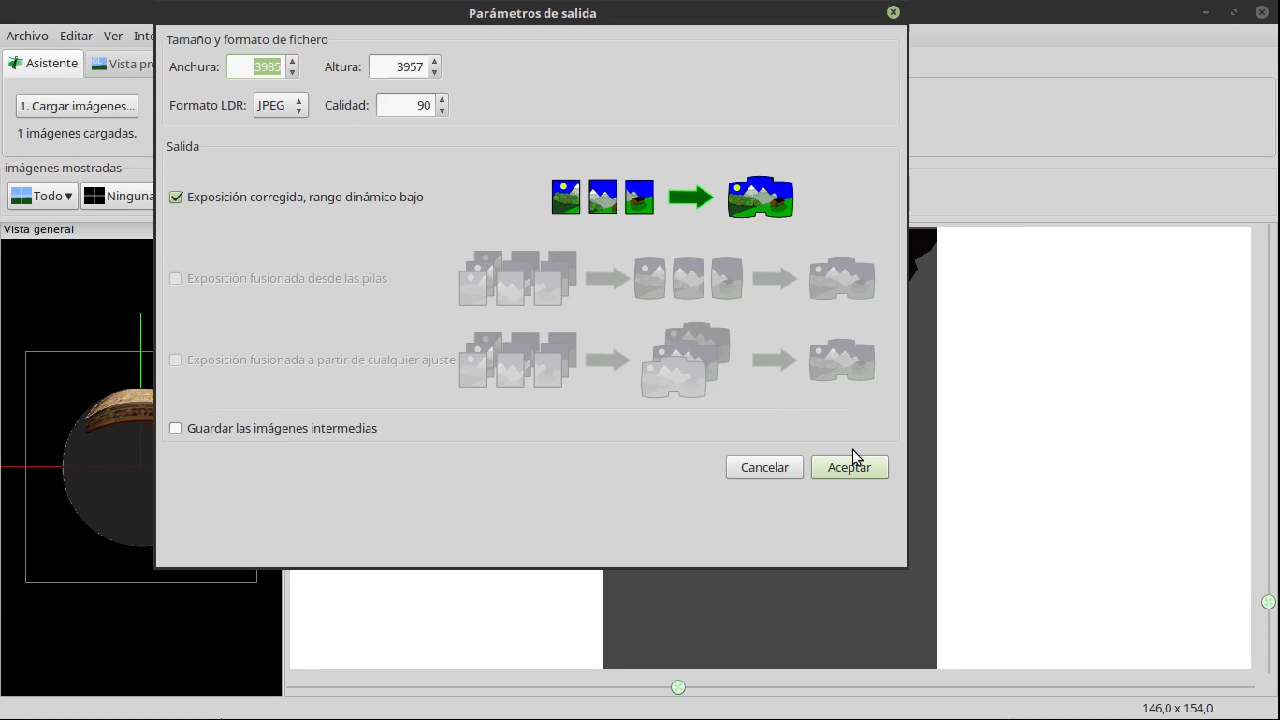 Parámetros de salida
Archivo Editar Ver
Asistente Vista
1. Cargar imágenes...
1 imágenes cargadas.
imágenes mostradas
Todo Ninguna
Vista general
Tamaño y formato de fichero
Anchura: 3985 Altura: 3957
Formato LDR: JPEG Calidad: 90
Salida
Exposición corregida, range dinámico bajo
Exposición fusionada desde las pilas
Exposición fusionada a partir de cualquier ajuste
Guardar las imágenes intermedias
Cancelar Aceptar
146,0 x 154,0